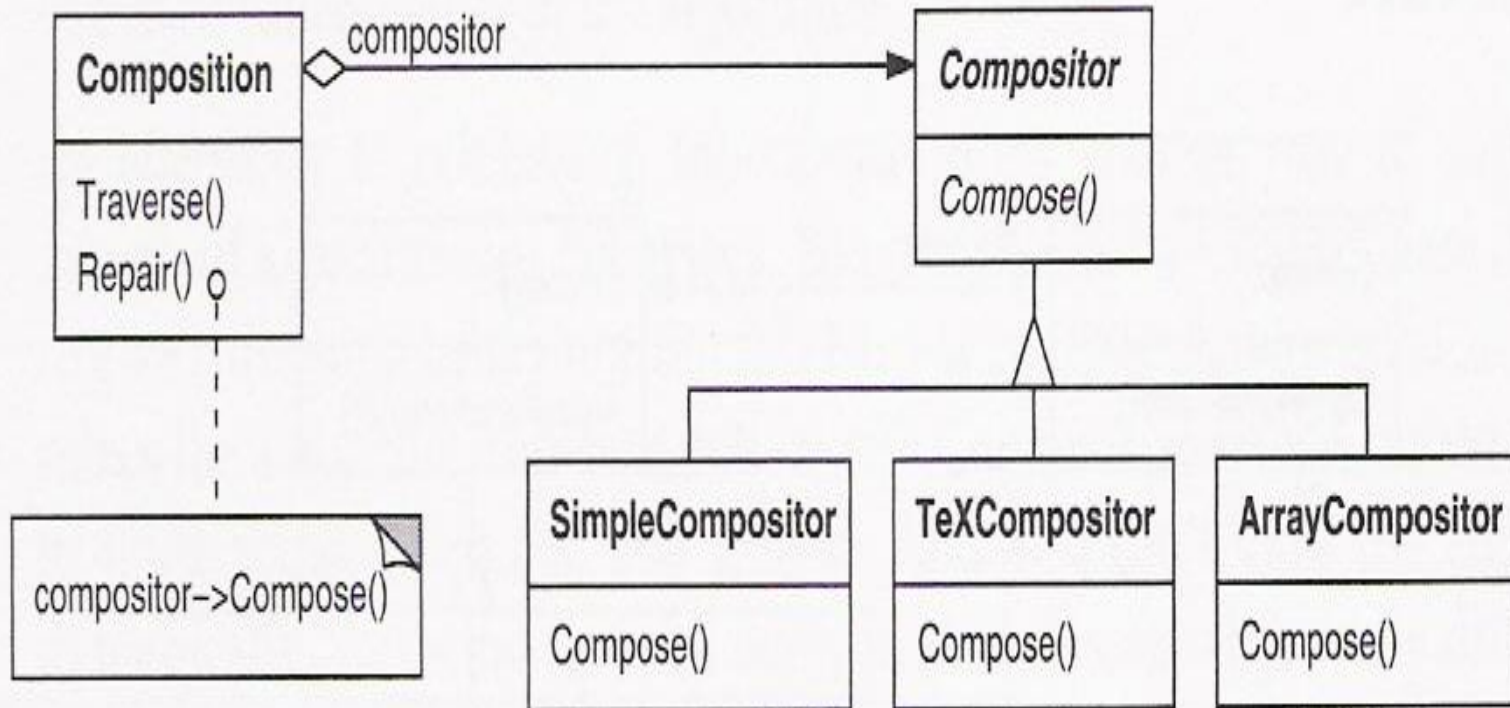 Composition
Traverse()
Repair()
compositor
Compositor
Compose()
compositor–>Compose()
SimpleCompositor
Compose()
TeXCompositor
Compose()
ArrayCompositor
Compose()